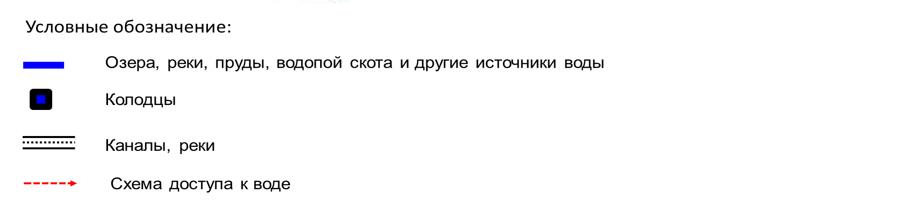 Условные обозначение:
Озера, реки, пруды, водопой скота и другие источники воды
Колодцы
Каналы, реки
Схема доступа к воде